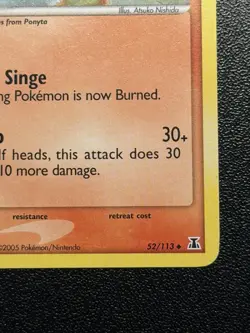 Illus. Atsuko Nishida
s from Ponyta
Singe
ng Pokémon is now Burned.
30+
f heads, this attack does 30
10 more damage.
resistance retreat cost
©2005 Pokémon/Nintendo
52/113 ◆